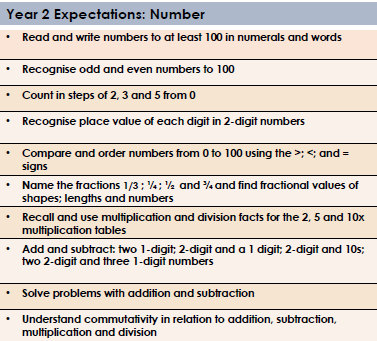 Year 2 Expectations: Number
• Read and write numbers to at least 100 in numerals and words
• Recognise odd and even numbers to 100
• Count in steps of 2, 3 and 5 from 0
• Recognise place value of each digit in 2-digit numbers
• Compare and order numbers from 0 to 100 using the >; <; and =
signs
• Name the fractions 1/3 ; ¼ ; ½ and ¾ and find fractional values of
shapes; lengths and numbers
• Recall and use multiplication and division facts for the 2, 5 and 10x
multiplication tables
• Add and subtract: two 1-digit; 2-digit and a 1 digit; 2-digit and 10s;
two 2-digit and three 1-digit numbers
• Solve problems with addition and subtraction
• Understand commutativity in relation to addition, subtraction,
multiplication and division